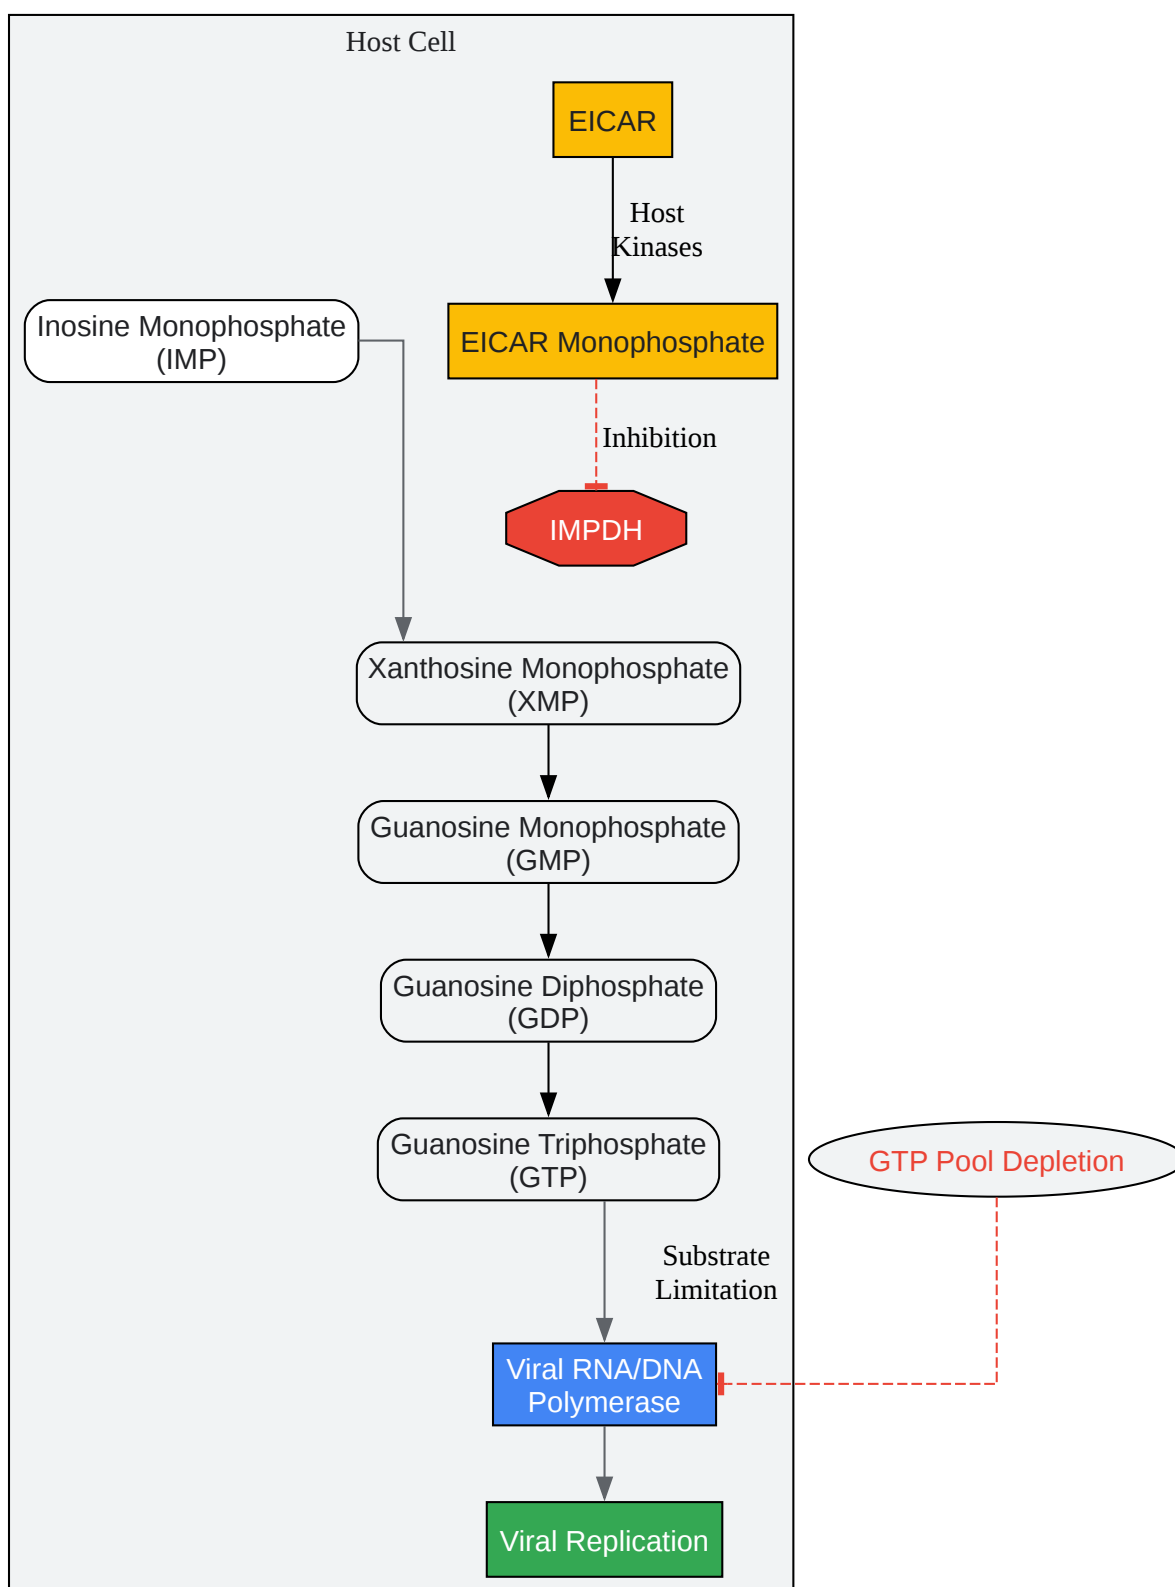 Host Cell
EICAR
Host
Kinases
Inosine Monophosphate
(IMP)
EICAR Monophosphate
Inhibition
IMPDH
Xanthosine Monophosphate
(XMP)
Guanosine Monophosphate
(GMP)
Guanosine Diphosphate
(GDP)
Guanosine Triphosphate
(GTP)
GTP Pool Depletion
Substrate
Limitation
Viral RNA/DNA
Polymerase
Viral Replication